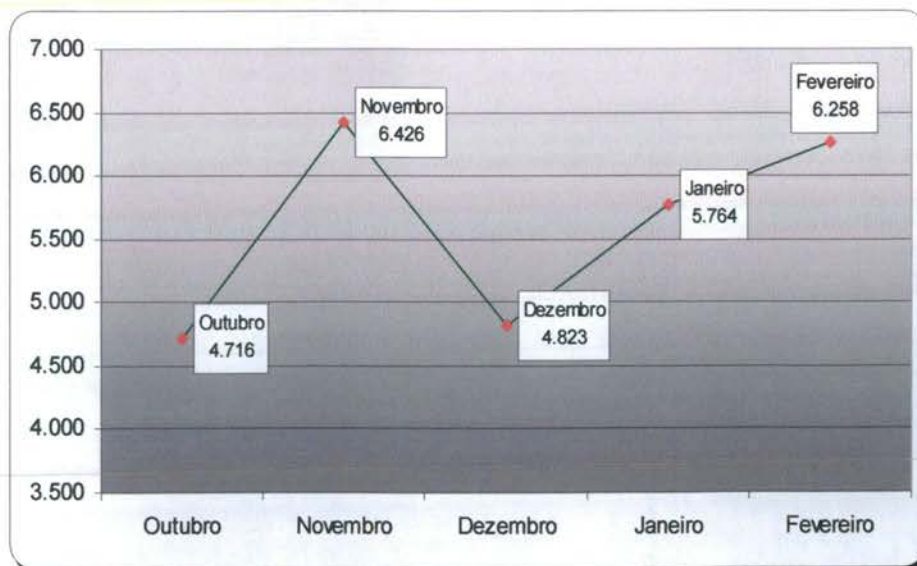 7.000
6.500
6.000
5.500
5.000
4.500
4.000
3.500
Outubro
4.716
Novembro
6.426
Dezembro
4.823
Janeiro
5.764
Fevereiro
6.258
Outubro Novembro Dezembro Janeiro Fevereiro